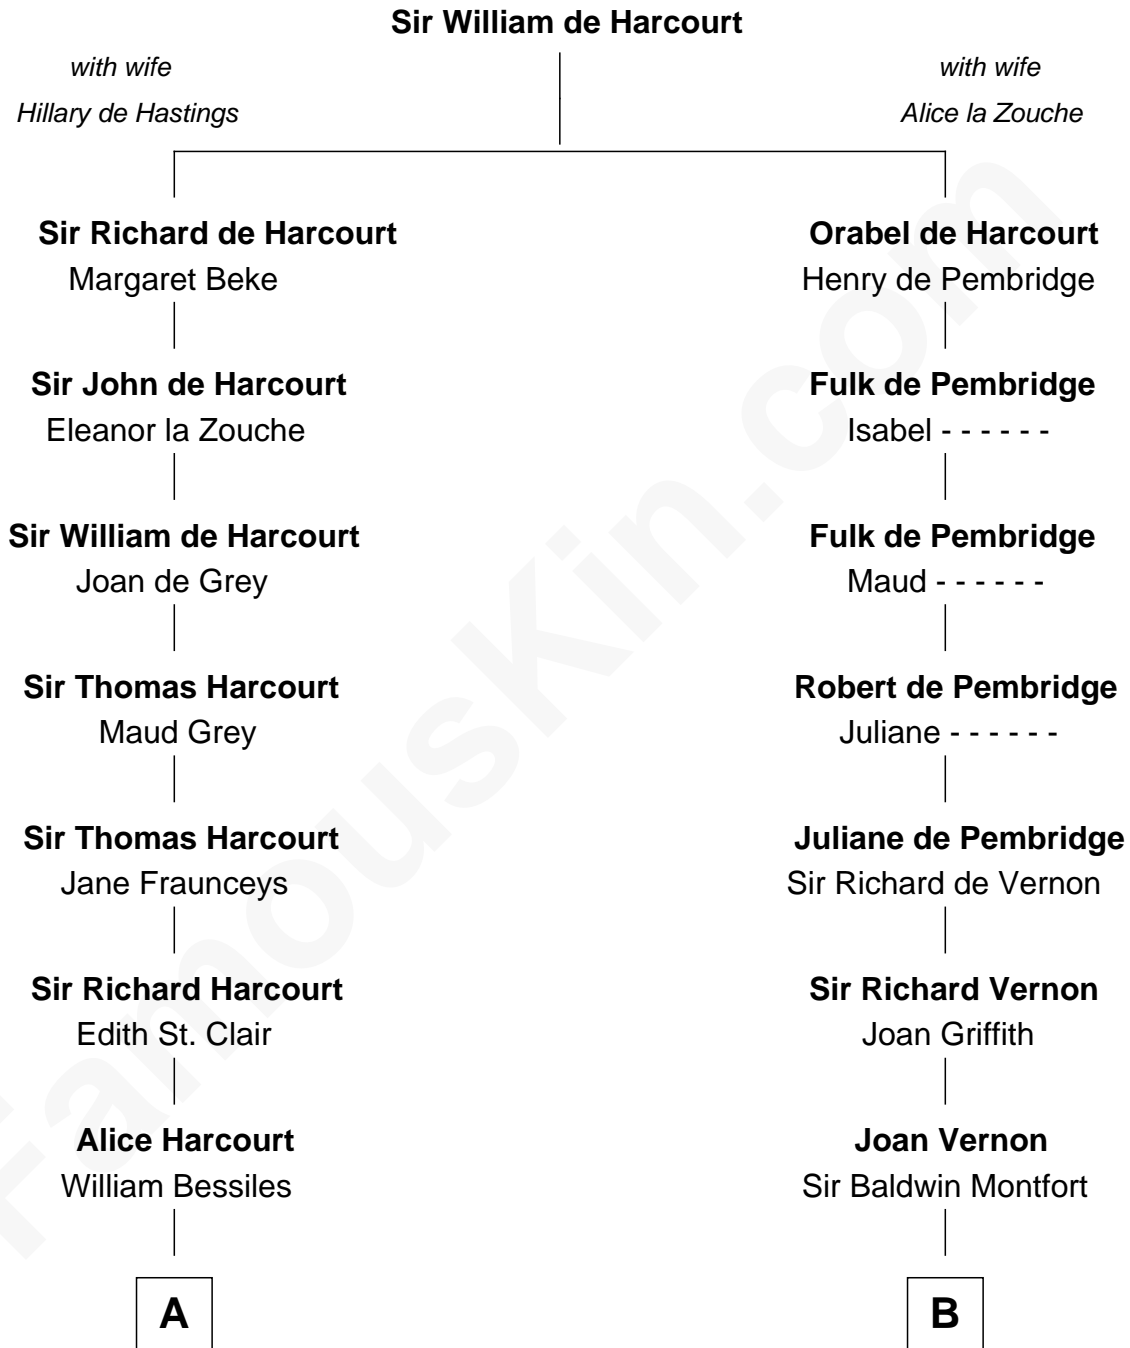 Sir William de Harcourt
with wife
Hillary de Hastings
with wife
Alice la Zouche
Sir Richard de Harcourt
Margaret Beke
Orabel de Harcourt
Henry de Pembridge
Sir John de Harcourt
Eleanor la Zouche
Fulk de Pembridge
Isabel - - - - - -
Sir William de Harcourt
Joan de Grey
Fulk de Pembridge
Maud - - - - - -
Sir Thomas Harcourt
Maud Grey
Robert de Pembridge
Juliane - - - - - -
Sir Thomas Harcourt
Jane Fraunceys
Juliane de Pembridge
Sir Richard de Vernon
Sir Richard Harcourt
Edith St. Clair
Sir Richard Vernon
Joan Griffith
Alice Harcourt
William Bessiles
Joan Vernon
Sir Baldwin Montfort
A
B
FamousKin.com